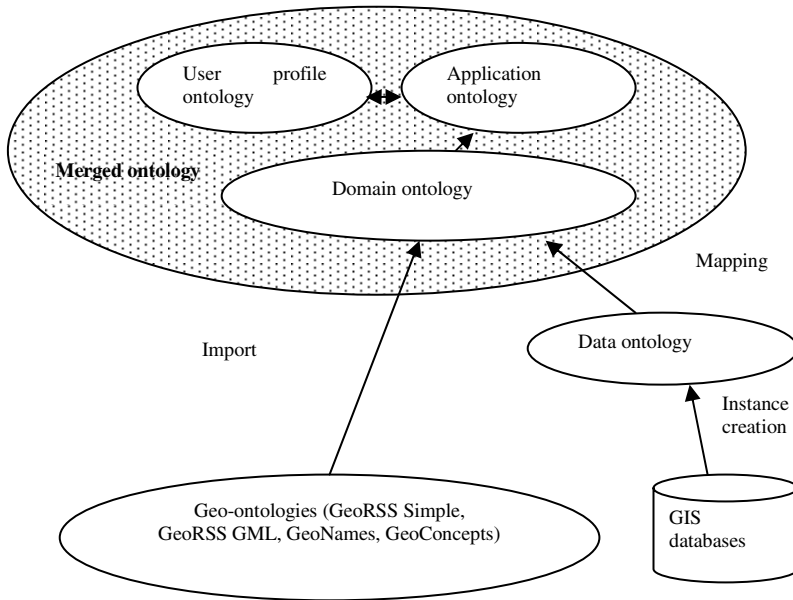 User profile
ontology
Application
ontology
Merged ontology
Domain ontology
Mapping
Import
Data ontology
Instance
creation
Geo-ontologies (GeoRSS Simple,
GeoRSS GML, GeoNames, GeoConcepts)
GIS
databases